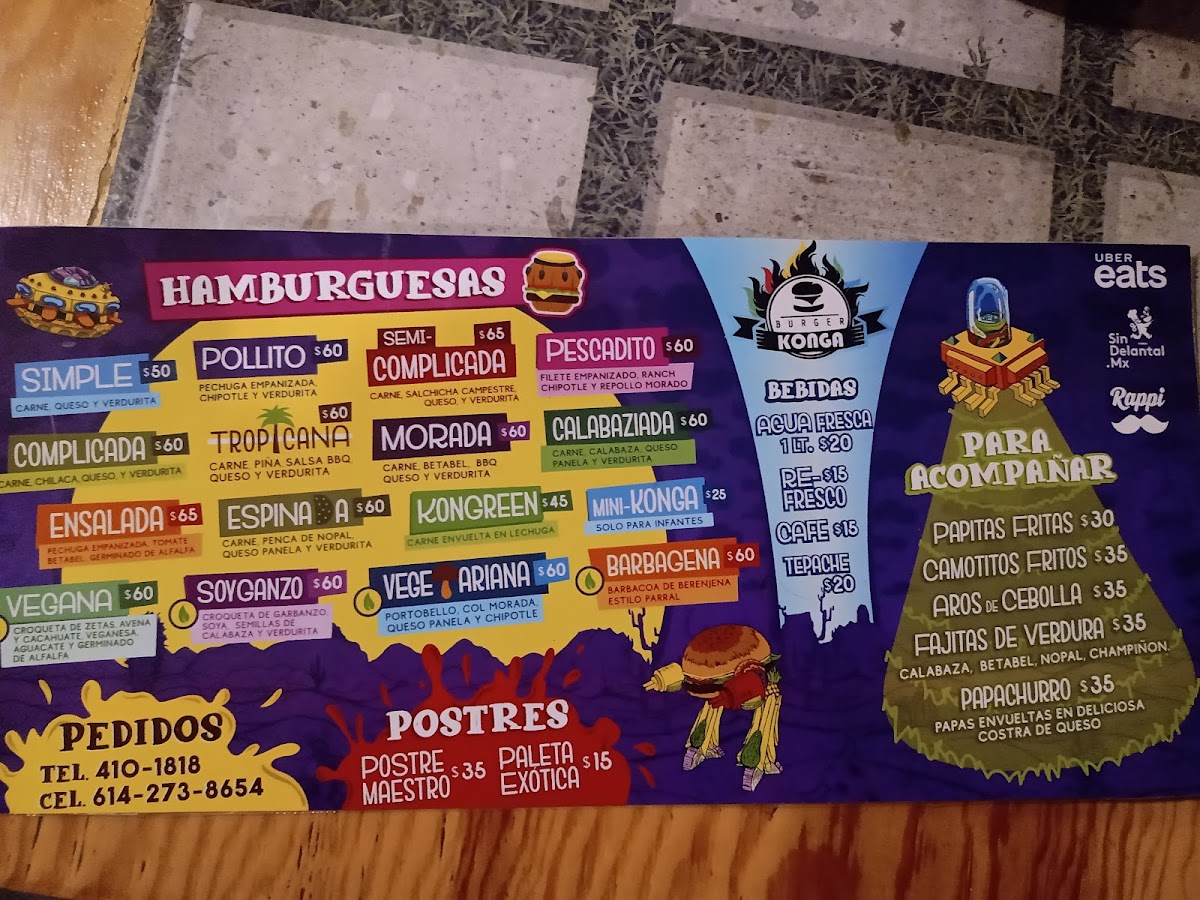 HAMBURGUESAS
SIMPLE $50
CARNE, QUESO Y VERDURITA
POLLITO $60
PECHUGA EMPANIZADA,
CHIPOTLE Y VERDURITA
SEMI-
COMPLICADA $65
CARNE, SALCHICHA CAMPESTRE,
QUESO, Y VERDURITA
PESCADITO $60
FILETE EMPANIZADO, RANCH
CHIPOTLE Y REPOLLO MORADO
COMPLICADA $60
CARNE, CHILACA, QUESO, Y VERDURITA
TROPICANA $60
CARNE, PIÑA, SALSA BBQ
Y VERDURITA
MORADA $60
CARNE, BETABEL, BBQ
Y VERDURITA
CALABAZIADA $60
CARNE, CALABAZA, QUESO
PANELA Y VERDURITA
ENSALADA $65
PECHUGA EMPANIZADA, TOMATE
BETABEL, GERMINADO DE ALFALFA
ESPINADA $60
CARNE, PENCA DE NOPAL,
QUESO PANELA Y VERDURITA
KONGREEN $45
CARNE ENVUELTA EN LECHUGA
MINI-KONGA $25
SOLO PARA INFANTES
VEGANA $60
CROQUETA DE ZETAS, AVENA
Y CACAHUATE, VEGANESA,
AGUACATE Y GERMINADO
DE ALFALFA
SOYGANZO $60
CROQUETA DE GARBANZO,
SOYA, SEMILLAS DE
CALABAZA Y VERDURITA
VEGETARIANA $60
PORTOBELLO, COL MORADA,
QUESO PANELA Y CHIPOTLE
BARBAGENA $60
BARBACOA DE BERENJENA
ESTILO PARRAL
PEDIDOS
TEL. 410-1818
CEL. 614-273-8654
POSTRES
POSTRE
MAESTRO $35
PALETA
EXÓTICA $15
BURGER
KONGA
BEBIDAS
AGUA FRESCA
1 LT. $20
RE- $15
FRESCO
CAFE $15
TEPACHE
$20
PARA
ACOMPAÑAR
PAPITAS FRITAS $30
CAMOTITOS FRITOS $35
AROS DE CEBOLLA $35
FAJITAS DE VERDURA $35
CALABAZA, BETABEL, NOPAL, CHAMPIÑON.
PAPACHURRO $35
PAPAS ENVUELTAS EN DELICIOSA
COSTRA DE QUESO
UBER
eats
Sin
Delantal
.Mx
Rappi